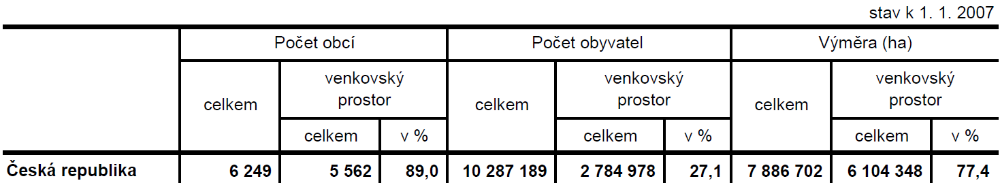 stav k 1. 1. 2007
Počet obcí Počet obyvatel Výměra (ha)
celkem venkovský prostor celkem venkovský prostor celkem venkovský prostor
celkem v % celkem v % celkem v %
Česká republika 6 249 5 562 89,0 10 287 189 2 784 978 27,1 7 886 702 6 104 348 77,4